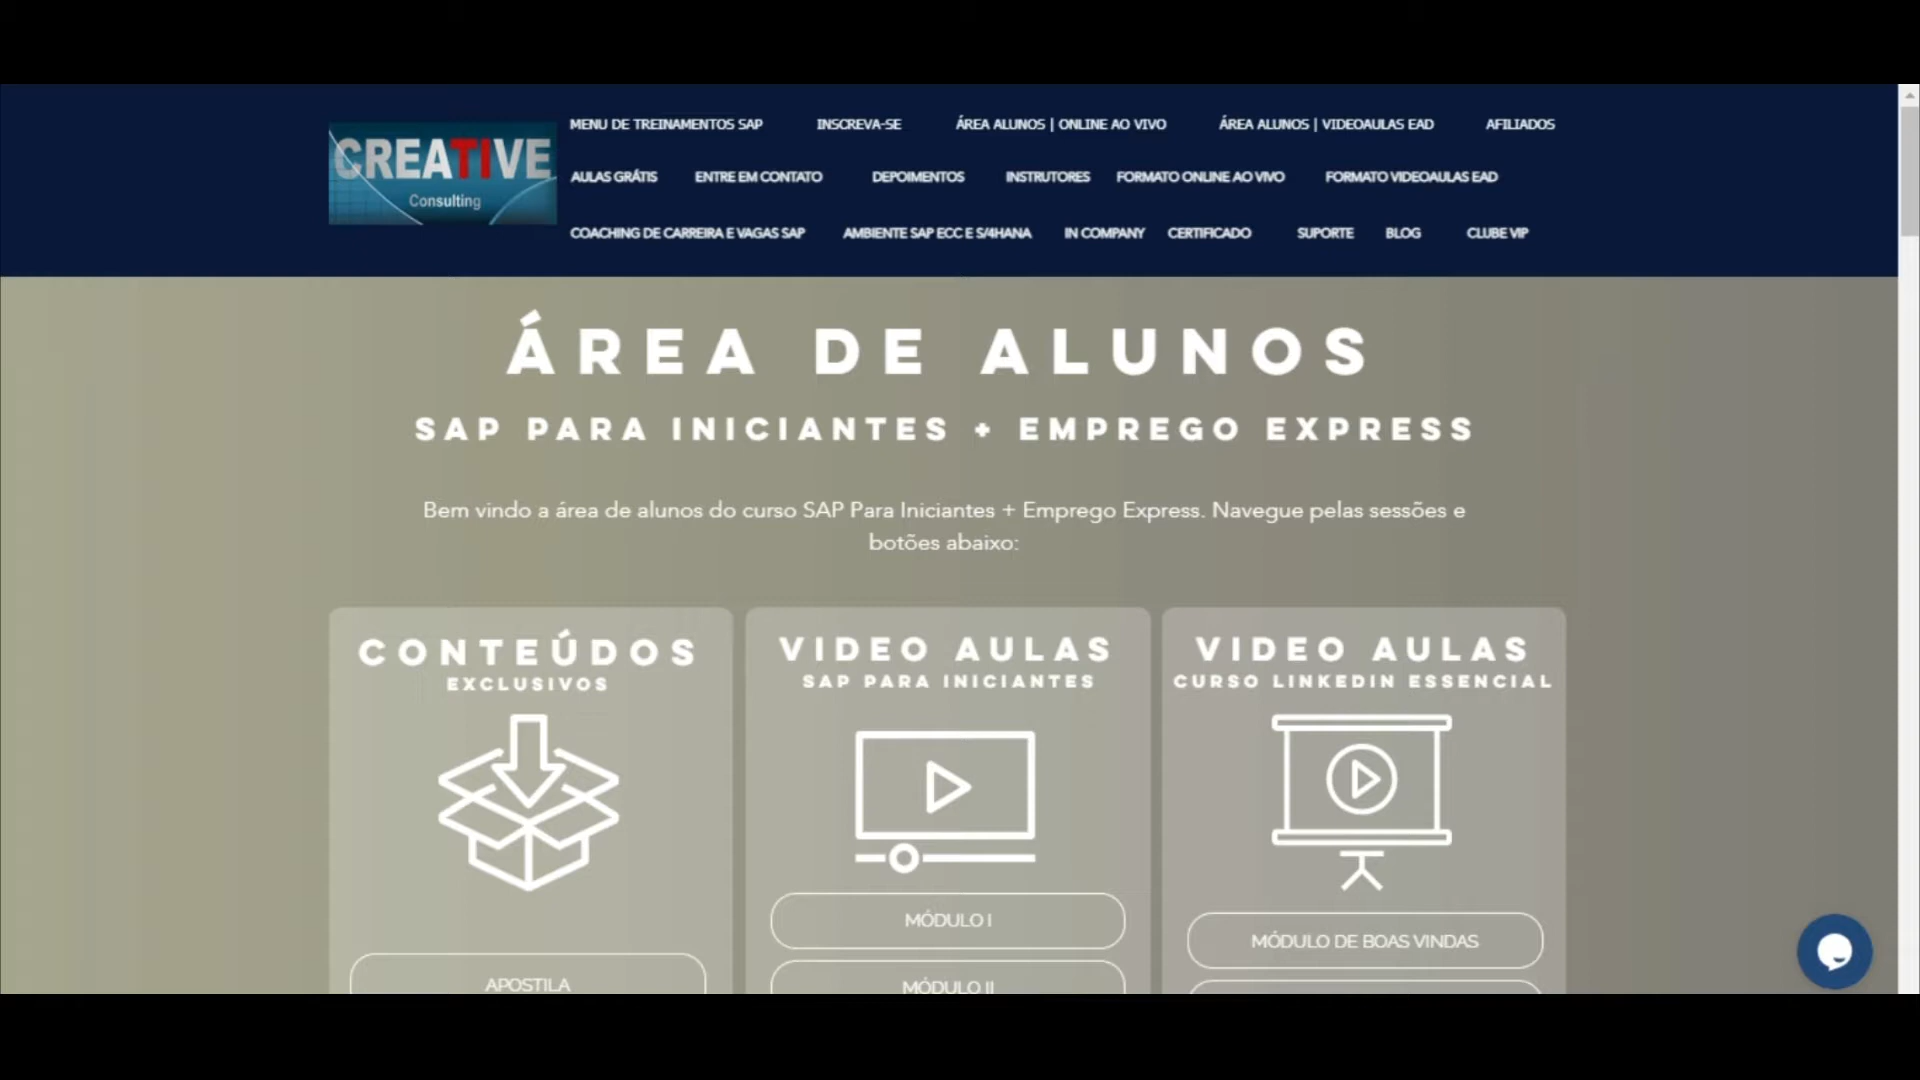 CREATIVE
Consulting
MENU DE TREINAMENTOS SAP INSCREVA-SE ÁREA ALUNOS | ONLINE AO VIVO ÁREA ALUNOS | VIDEOAULAS EAD AFILIADOS
AULAS GRÁTIS ENTRE EM CONTATO DEPOIMENTOS INSTRUTORES FORMATO ONLINE AO VIVO FORMATO VIDEOAULAS EAD
COACHING DE CARREIRA E VAGAS SAP AMBIENTE SAP ECC E S/4HANA IN COMPANY CERTIFICADO SUPORTE BLOG CLUBE VIP
ÁREA DE ALUNOS
SAP PARA INICIANTES + EMPREGO EXPRESS
Bem vindo a área de alunos do curso SAP Para Iniciantes + Emprego Express. Navegue pelas sessões e
botões abaixo:
CONTEÚDOS
EXCLUSIVOS
APOSTILA
VIDEO AULAS
SAP PARA INICIANTES
MÓDULO I
MÓDULO II
VIDEO AULAS
CURSO LINKEDIN ESSENCIAL
MÓDULO DE BOAS VINDAS